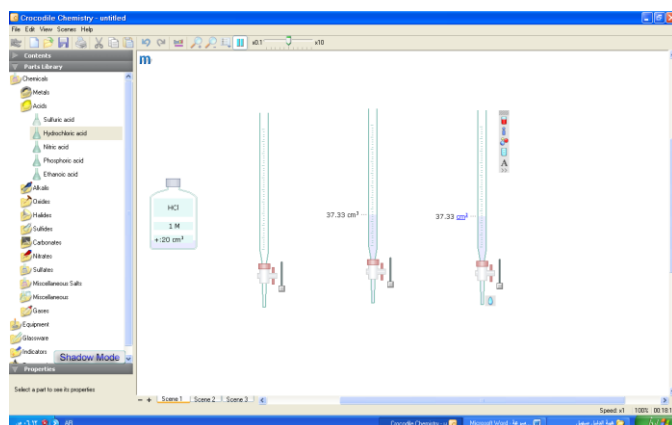 Crocodile Chemistry - untitled
File Edit View Scenes Help
x0.1 x10
Contents
Parts Library
Chemicals
Metals
Acids
Sulfuric acid
Hydrochloric acid
Nitric acid
Phosphoric acid
Ethanoic acid
Alkalis
Oxides
Halides
Sulfides
Carbonates
Nitrates
Sulfates
Miscellaneous Salts
Miscellaneous
Gases
Equipment
Glassware
Indicators
Shadow Mode
Properties
Select a part to see its properties
m
HCl
1 M
+:20 cm³
37.33 cm³
37.33 cm³
A
Scene 1 Scene 2 Scene 3
Speed: x1 100%
Crocodile Chemistry - u
Microsoft Word